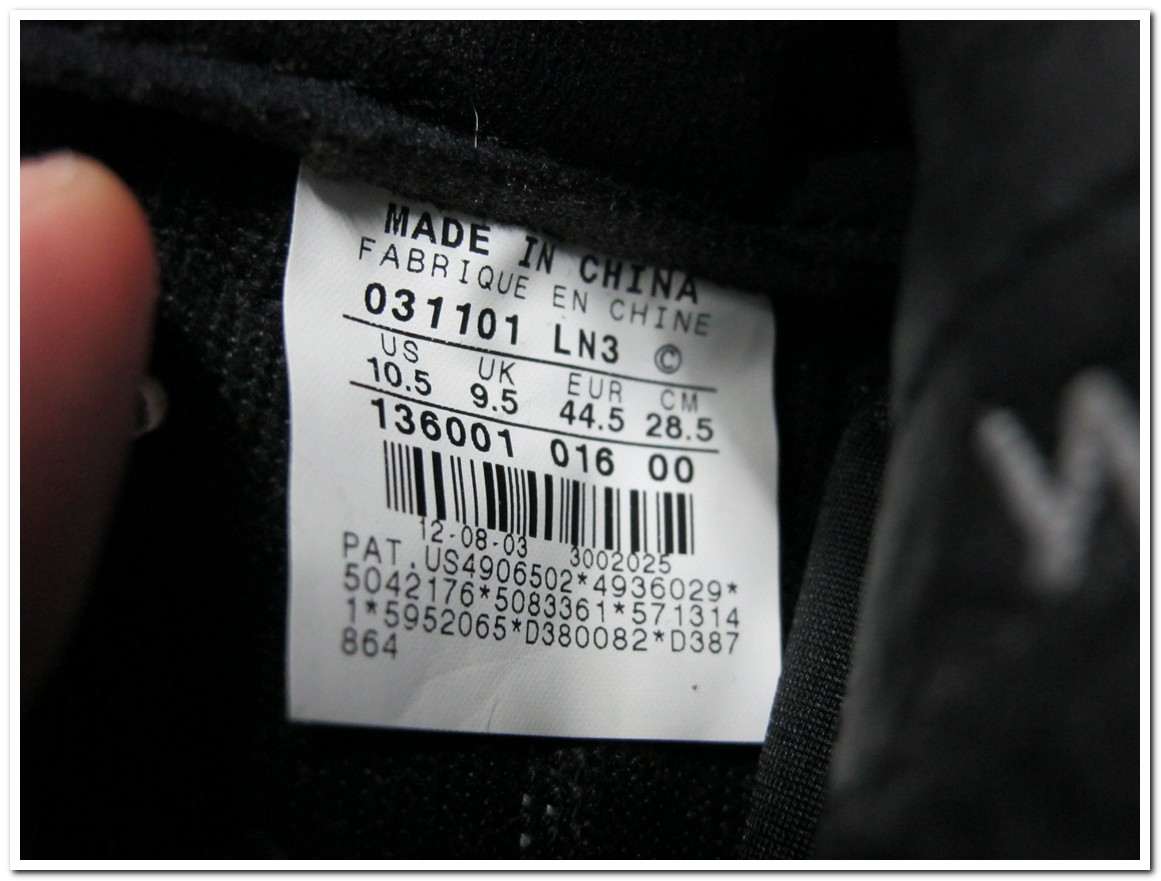 MADE IN CHINA
FABRIQUE EN CHINE
031101 LN3 ©
US UK EUR CM
10.5 9.5 44.5 28.5
136001 016 00
12-08-03 3002025
PAT.US4906502*4936029*
5042176*5083361*571314
1*5952065*D380082*D387
864